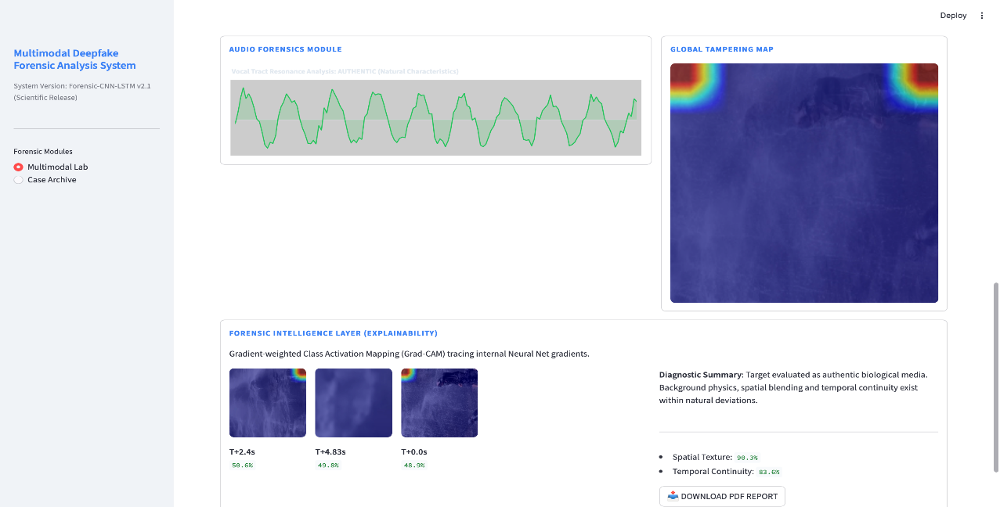 Deploy
Multimodal Deepfake
Forensic Analysis System
System Version: Forensic-CNN-LSTM v2.1
(Scientific Release)
Forensic Modules
Multimodal Lab
Case Archive
AUDIO FORENSICS MODULE
Vocal Tract Resonance Analysis: AUTHENTIC (Natural Characteristics)
GLOBAL TAMPERING MAP
FORENSIC INTELLIGENCE LAYER (EXPLAINABILITY)
Gradient-weighted Class Activation Mapping (Grad-CAM) tracing internal Neural Net gradients.
T+2.4s
50.6%
T+4.83s
49.8%
T+0.0s
48.9%
Diagnostic Summary: Target evaluated as authentic biological media.
Background physics, spatial blending and temporal continuity exist
within natural deviations.
Spatial Texture: 90.3%
Temporal Continuity: 83.6%
DOWNLOAD PDF REPORT